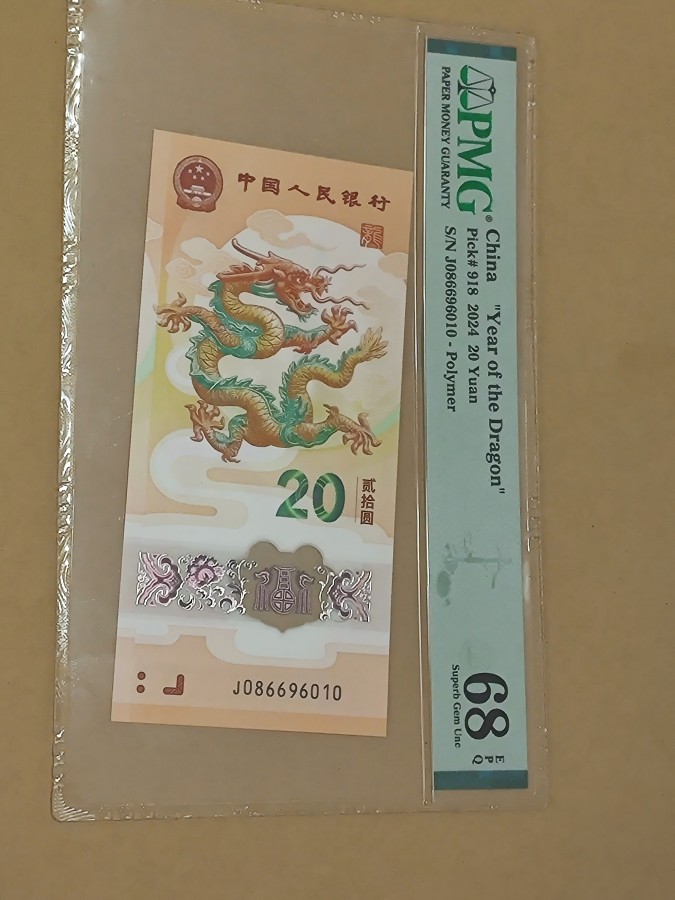 中国人民银行
20
贰拾圆
J086696010
PMG®
PAPER MONEY GUARANTY
China "Year of the Dragon"
Pick# 918 2024 20 Yuan
S/N J086696010 - Polymer
68
EPQ
Superb Gem Unc